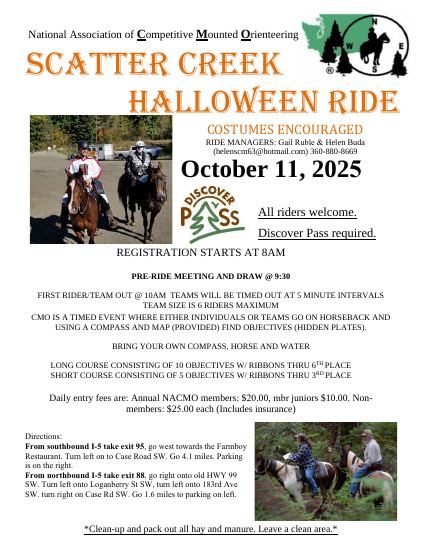 National Association of Competitive Mounted Orienteering
N
W E
S
®
SCATTER CREEK
HALLOWEEN RIDE
COSTUMES ENCOURAGED
RIDE MANAGERS: Gail Ruble & Helen Buda
(helenscm63@hotmail.com) 360-880-8669
October 11, 2025
DISCOVER
PASS
All riders welcome.
Discover Pass required.
REGISTRATION STARTS AT 8AM
PRE-RIDE MEETING AND DRAW @ 9:30
FIRST RIDER/TEAM OUT @ 10AM TEAMS WILL BE TIMED OUT AT 5 MINUTE INTERVALS
TEAM SIZE IS 6 RIDERS MAXIMUM
CMO IS A TIMED EVENT WHERE EITHER INDIVIDUALS OR TEAMS GO ON HORSEBACK AND
USING A COMPASS AND MAP (PROVIDED) FIND OBJECTIVES (HIDDEN PLATES).
BRING YOUR OWN COMPASS, HORSE AND WATER
LONG COURSE CONSISTING OF 10 OBJECTIVES W/ RIBBONS THRU 6TH PLACE
SHORT COURSE CONSISTING OF 5 OBJECTIVES W/ RIBBONS THRU 3RD PLACE
Daily entry fees are: Annual NACMO members: $20.00, mbr juniors $10.00. Non-
members: $25.00 each (Includes insurance)
Directions:
From southbound I-5 take exit 95, go west towards the Farmboy
Restaurant. Turn left on to Case Road SW. Go 4.1 miles. Parking
is on the right.
From northbound I-5 take exit 88, go right onto old HWY 99
SW. Turn left onto Loganberry St SW, turn left onto 183rd Ave
SW. turn right on Case Rd SW. Go 1.6 miles to parking on left.
*Clean-up and pack out all hay and manure. Leave a clean area.*